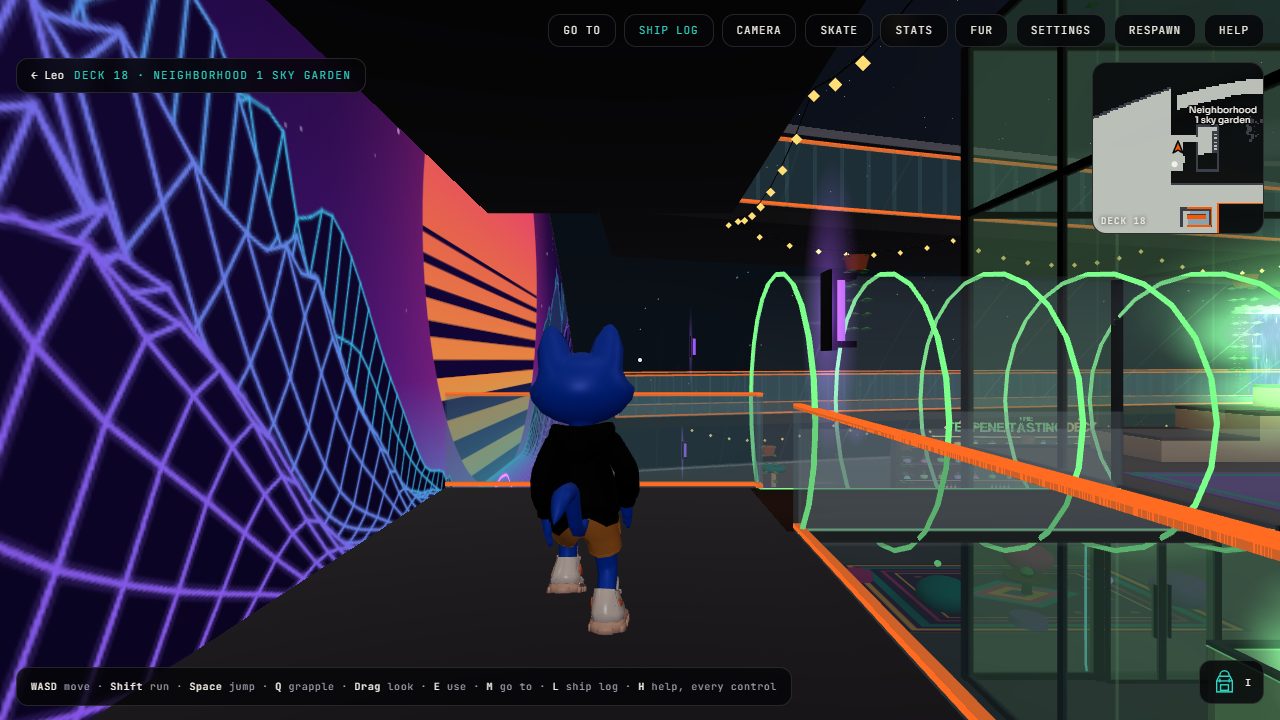 GO TO
SHIP LOG
CAMERA
SKATE
STATS
FUR
SETTINGS
RESPAWN
HELP
← Leo DECK 18 · NEIGHBORHOOD 1 SKY GARDEN
Neighborhood
1 sky garden
DECK 18
THE
TASTING DECK
WASD move · Shift run · Space jump · Q grapple · Drag look · E use · M go to · L ship log · H help, every control
I